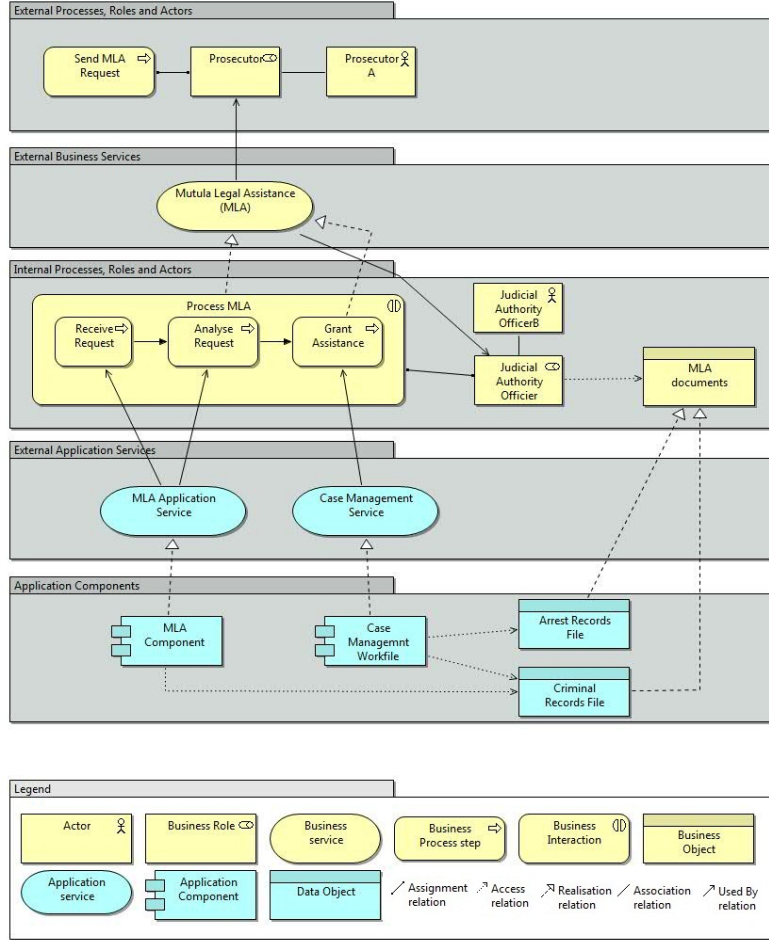 External Processes, Roles and Actors
Send MLA
Request
Prosecutor
Prosecutor
A
External Business Services
Mutula Legal Assistance
(MLA)
Internal Processes, Roles and Actors
Process MLA
Receive
Request
Analyse
Request
Grant
Assistance
Judicial
Authority
OfficerB
Judicial
Authority
Officier
MLA
documents
External Application Services
MLA Application
Service
Case Management
Service
Application Components
MLA
Component
Case
Managemnt
Workfile
Arrest Records
File
Criminal
Records File
Legend
Actor
Business Role
Business
service
Business
Process step
Business
Interaction
Business
Object
Application
service
Application
Component
Data Object
Assignment
relation
Access
relation
Realisation
relation
Association
relation
Used By
relation